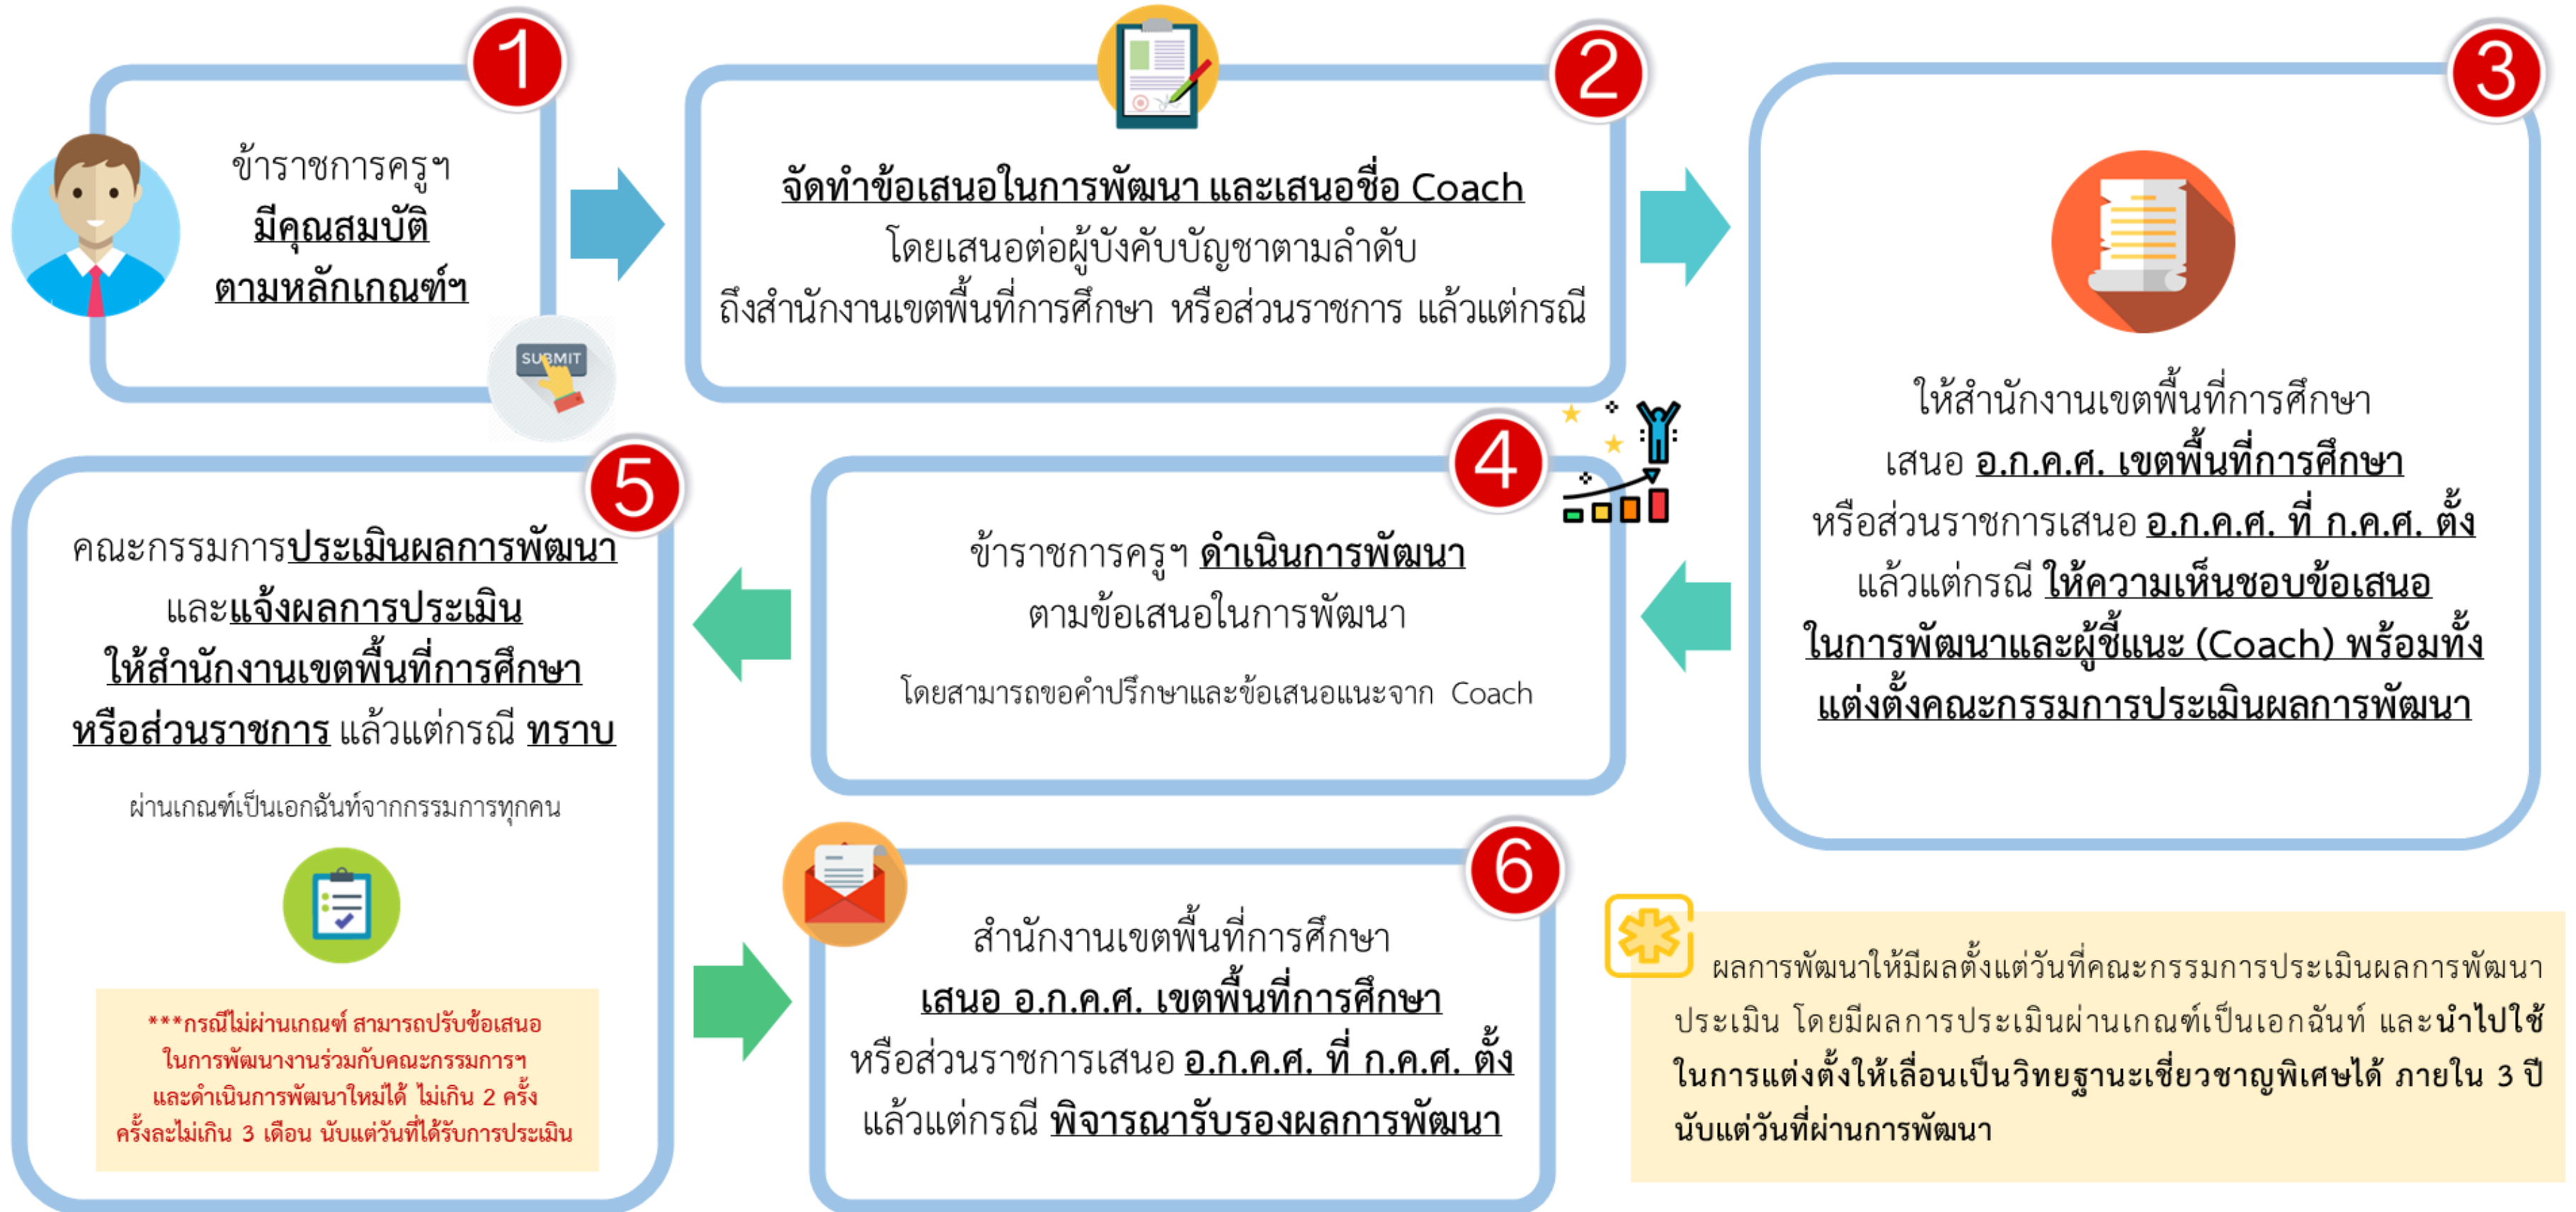 1
ข้าราชการครูฯ
มีคุณสมบัติ
ตามหลักเกณฑ์ฯ
SUBMIT
2
จัดทำข้อเสนอในการพัฒนา และเสนอชื่อ Coach
โดยเสนอต่อผู้บังคับบัญชาตามลำดับ
ถึงสำนักงานเขตพื้นที่การศึกษา หรือส่วนราชการ แล้วแต่กรณี
3
ให้สำนักงานเขตพื้นที่การศึกษา
เสนอ อ.ก.ค.ศ. เขตพื้นที่การศึกษา
หรือส่วนราชการเสนอ อ.ก.ค.ศ. ที่ ก.ค.ศ. ตั้ง
แล้วแต่กรณี ให้ความเห็นชอบข้อเสนอ
ในการพัฒนาและผู้ชี้แนะ (Coach) พร้อมทั้ง
แต่งตั้งคณะกรรมการประเมินผลการพัฒนา
4
ข้าราชการครูฯ ดำเนินการพัฒนา
ตามข้อเสนอในการพัฒนา
โดยสามารถขอคำปรึกษาและข้อเสนอแนะจาก Coach
5
คณะกรรมการประเมินผลการพัฒนา
และแจ้งผลการประเมิน
ให้สำนักงานเขตพื้นที่การศึกษา
หรือส่วนราชการ แล้วแต่กรณี ทราบ
ผ่านเกณฑ์เป็นเอกฉันท์จากกรรมการทุกคน
***กรณีไม่ผ่านเกณฑ์ สามารถปรับข้อเสนอ
ในการพัฒนางานร่วมกับคณะกรรมการฯ
และดำเนินการพัฒนาใหม่ได้ ไม่เกิน 2 ครั้ง
ครั้งละไม่เกิน 3 เดือน นับแต่วันที่ได้รับการประเมิน
6
สำนักงานเขตพื้นที่การศึกษา
เสนอ อ.ก.ค.ศ. เขตพื้นที่การศึกษา
หรือส่วนราชการเสนอ อ.ก.ค.ศ. ที่ ก.ค.ศ. ตั้ง
แล้วแต่กรณี พิจารณารับรองผลการพัฒนา
ผลการพัฒนาให้มีผลตั้งแต่วันที่คณะกรรมการประเมินผลการพัฒนา
ประเมิน โดยมีผลการประเมินผ่านเกณฑ์เป็นเอกฉันท์ และนำไปใช้
ในการแต่งตั้งให้เลื่อนเป็นวิทยฐานะเชี่ยวชาญพิเศษได้ ภายใน 3 ปี
นับแต่วันที่ผ่านการพัฒนา